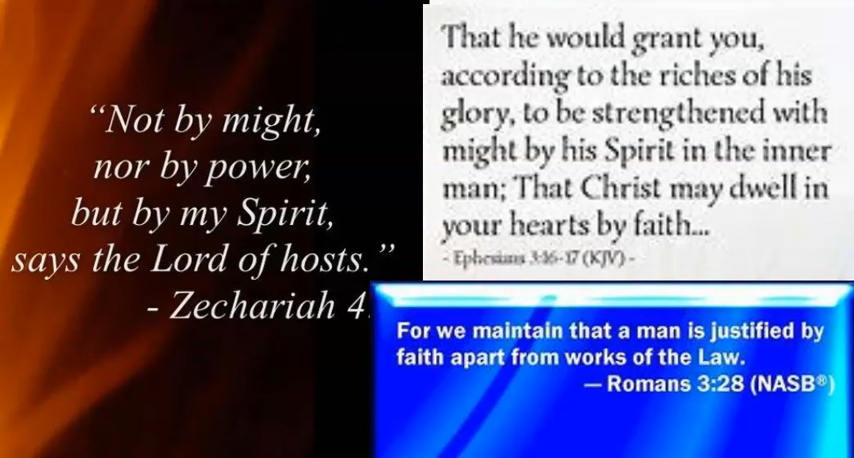 “Not by might,
nor by power,
but by my Spirit,
says the Lord of hosts.”
- Zechariah 4
That he would grant you,
according to the riches of his
glory, to be strengthened with
might by his Spirit in the inner
man; That Christ may dwell in
your hearts by faith...
- Ephesians 3:16-17 (KJV) -
For we maintain that a man is justified by
faith apart from works of the Law.
— Romans 3:28 (NASB®)